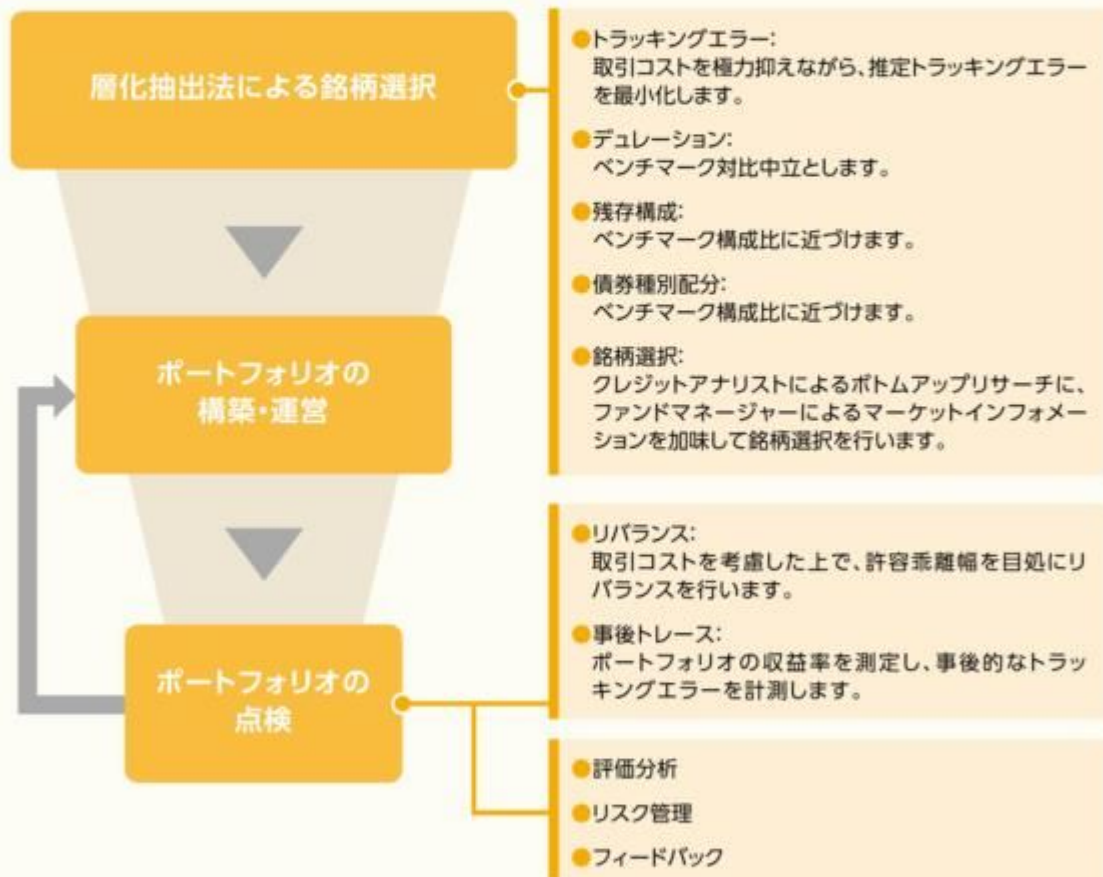 層化抽出法による銘柄選択
●トラッキングエラー:
取引コストを極力抑えながら、推定トラッキングエラー
を最小化します。
●デュレーション:
ベンチマーク対比中立とします。
●残存構成:
ベンチマーク構成比に近づけます。
●債券種別配分:
ベンチマーク構成比に近づけます。
●銘柄選択:
クレジットアナリストによるボトムアップリサーチに、
ファンドマネージャーによるマーケットインフォメー
ションを加味して銘柄選択を行います。
ポートフォリオの
構築・運営
●リバランス:
取引コストを考慮した上で、許容乖離幅を目処にリ
バランスを行います。
●事後トレース:
ポートフォリオの収益率を測定し、事後的なトラッ
キングエラーを計測します。
ポートフォリオの
点検
●評価分析
●リスク管理
●フィードバック